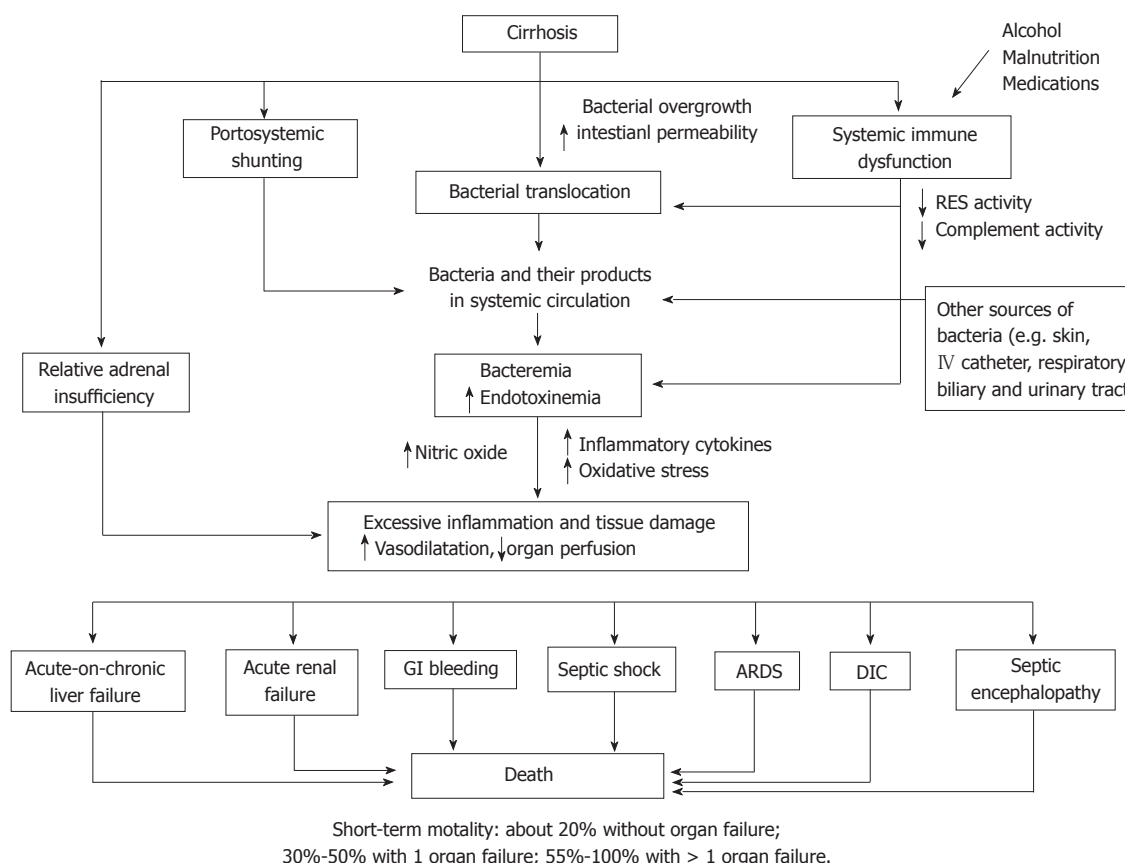 Cirrhosis
Alcohol
Malnutrition
Medications
Portosystemic
shunting
Bacterial overgrowth
intestianl permeability
Systemic immune
dysfunction
Bacterial translocation
RES activity
Complement activity
Bacteria and their products
in systemic circulation
Other sources of
bacteria (e.g. skin,
IV catheter, respiratory
biliary and urinary tract
Relative adrenal
insufficiency
Bacteremia
Endotoxinemia
Nitric oxide
Inflammatory cytokines
Oxidative stress
Excessive inflammation and tissue damage
Vasodilatation, organ perfusion
Acute-on-chronic
liver failure
Acute renal
failure
GI bleeding
Septic shock
ARDS
DIC
Septic
encephalopathy
Death
Short-term motality: about 20% without organ failure;
30%-50% with 1 organ failure; 55%-100% with > 1 organ failure.